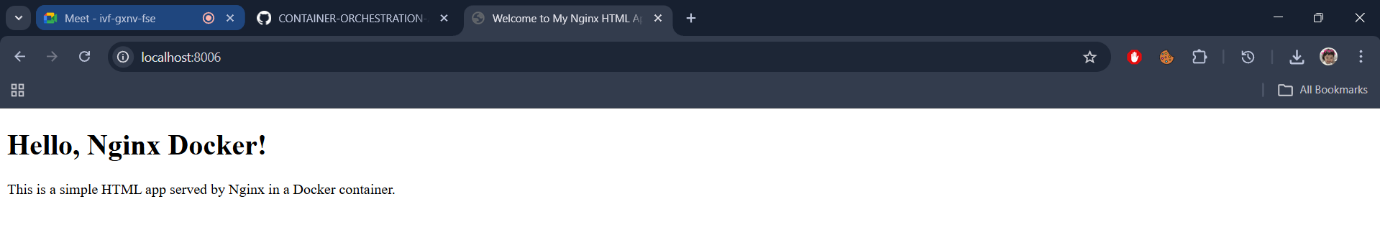 Meet - ivf-gxnv-fse
CONTAINER-ORCHESTRATION-
Welcome to My Nginx HTML A
localhost:8006
All Bookmarks
Hello, Nginx Docker!
This is a simple HTML app served by Nginx in a Docker container.